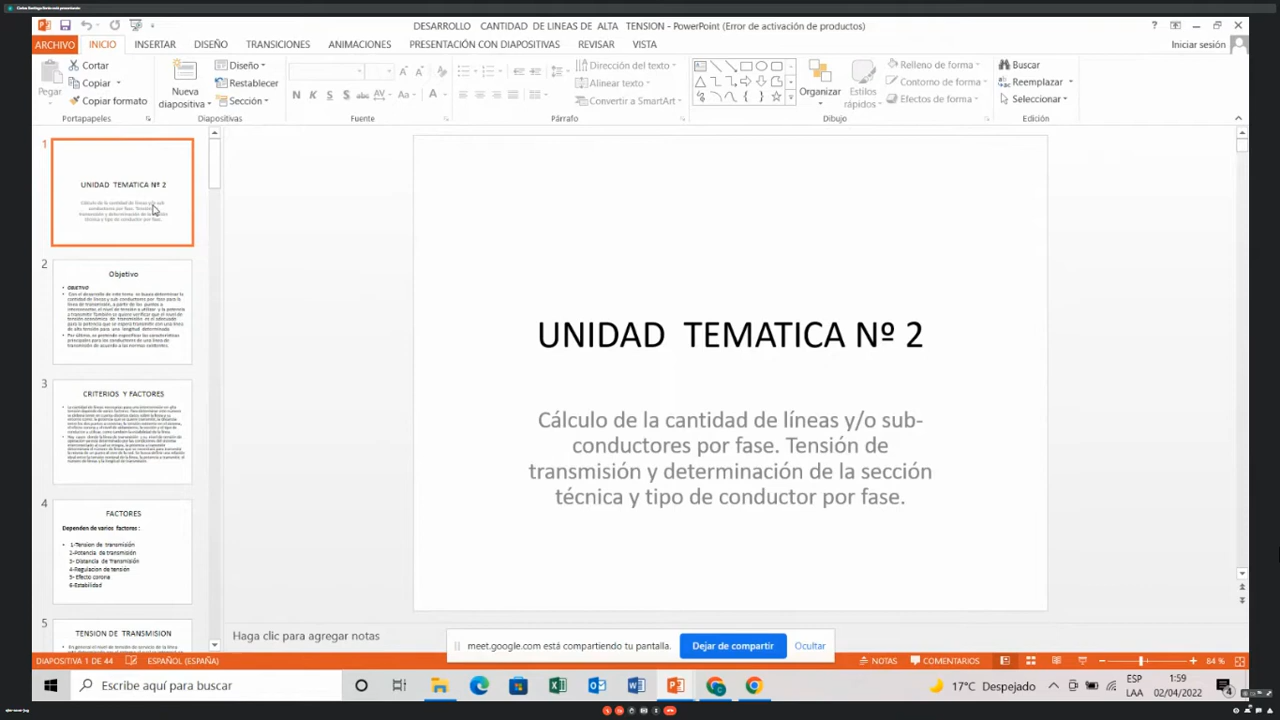 DESARROLLO CANTIDAD DE LINEAS DE ALTA TENSION - PowerPoint (Error de activación de productos)
ARCHIVO INICIO INSERTAR DISEÑO TRANSICIONES ANIMACIONES PRESENTACIÓN CON DIAPOSITIVAS REVISAR VISTA Iniciar sesión
Pegar
Cortar
Copiar
Copiar formato
Portapapeles
Nueva diapositiva
Diseño
Restablecer
Sección
Diapositivas
N K S S abc AV Aa A
Fuente
Dirección del texto
Alinear texto
Convertir a SmartArt
Párrafo
Organizar
Estilos rápidos
Relleno de forma
Contorno de forma
Efectos de forma
Dibujo
Buscar
Reemplazar
Seleccionar
Edición
1
UNIDAD TEMATICA Nº 2
2
Objetivo
OBJETIVO
3
CRITERIOS Y FACTORES
4
FACTORES
Dependen de varios factores :
1-Tension de transmisión
2-Potencia de transmisión
3- Distancia de Transmisión
4-Regulacion de tensión
5- Efecto corona
6-Estabilidad
5
TENSION DE TRANSMISION
UNIDAD TEMATICA Nº 2
Cálculo de la cantidad de líneas y/o sub-
conductores por fase. Tensión de
transmisión y determinación de la sección
técnica y tipo de conductor por fase.
Haga clic para agregar notas
meet.google.com está compartiendo tu pantalla. Dejar de compartir Ocultar
DIAPOSITIVA 1 DE 44 ESPAÑOL (ESPAÑA) NOTAS COMENTARIOS 84 %
Escribe aquí para buscar
17°C Despejado
ESP
LAA
1:59
02/04/2022
4